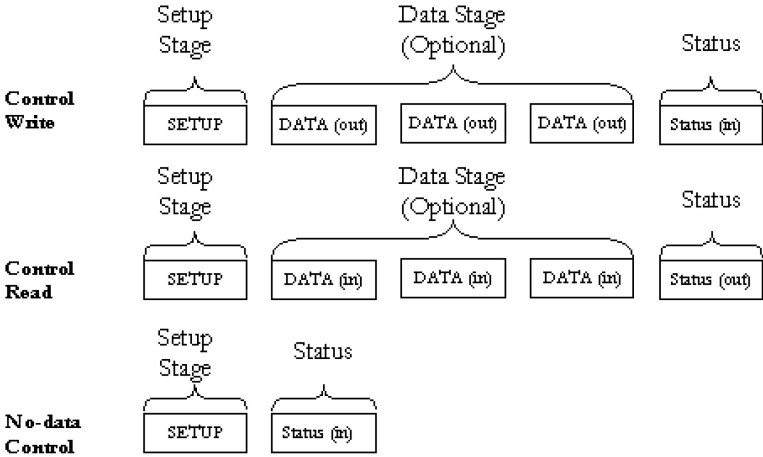 Setup
Stage
Data Stage
(Optional)
Status
Control
Write
SETUP
DATA (out)
DATA (out)
DATA (out)
Status (in)
Setup
Stage
Data Stage
(Optional)
Status
Control
Read
SETUP
DATA (in)
DATA (in)
DATA (in)
Status (out)
Setup
Stage
Status
No-data
Control
SETUP
Status (in)